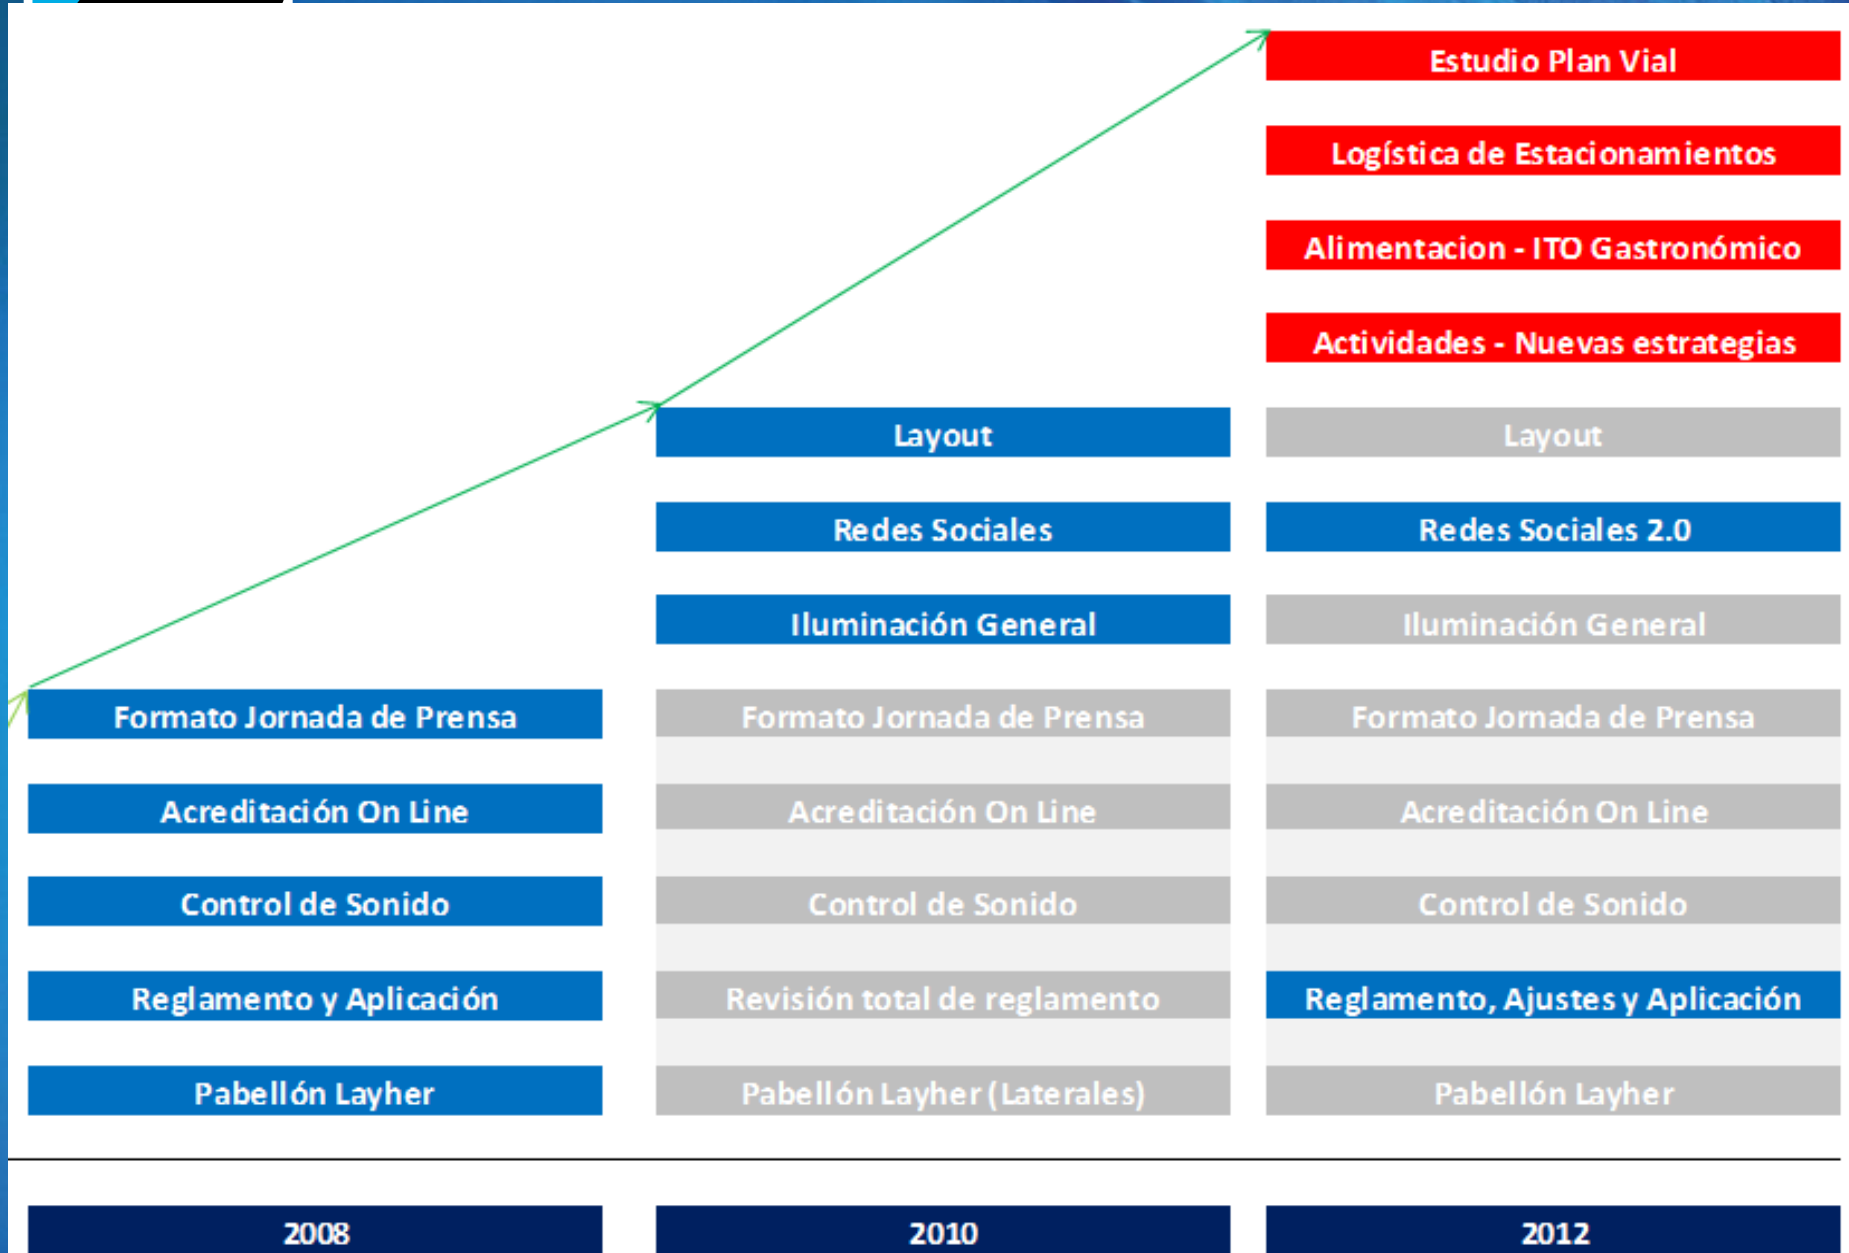 Estudio Plan Vial
Logística de Estacionamientos
Alimentacion - ITO Gastronómico
Actividades - Nuevas estrategias
Layout
Layout
Redes Sociales
Redes Sociales 2.0
Iluminación General
Iluminación General
Formato Jornada de Prensa
Formato Jornada de Prensa
Formato Jornada de Prensa
Acreditación On Line
Acreditación On Line
Acreditación On Line
Control de Sonido
Control de Sonido
Control de Sonido
Reglamento y Aplicación
Revisión total de reglamento
Reglamento, Ajustes y Aplicación
Pabellón Layher
Pabellón Layher (Laterales)
Pabellón Layher
2008
2010
2012